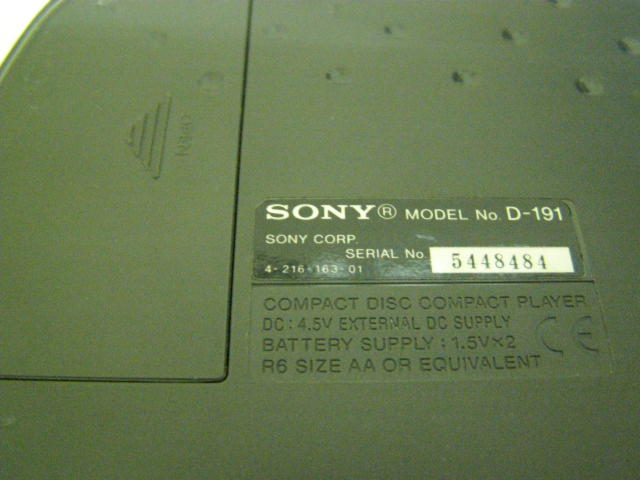 OPEN
SONY® MODEL No. D-191
SONY CORP.
SERIAL No. 5448484
4-216-163-01
COMPACT DISC COMPACT PLAYER
DC : 4.5V EXTERNAL DC SUPPLY
BATTERY SUPPLY : 1.5V×2
R6 SIZE AA OR EQUIVALENT
CE